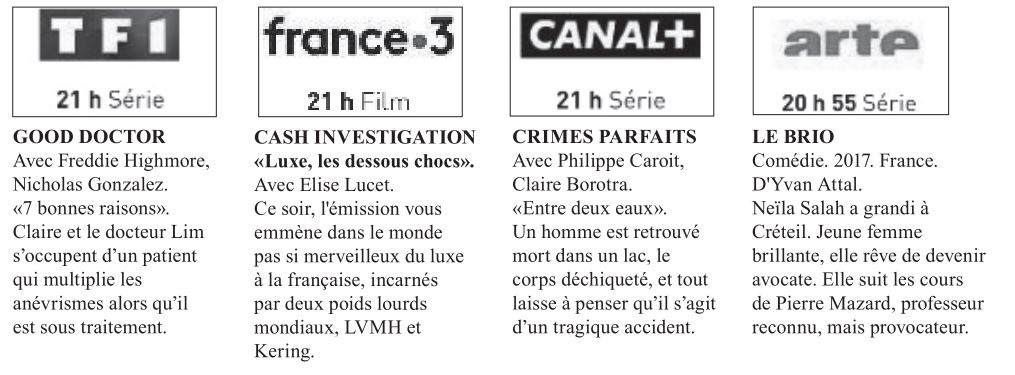 TF1
21 h Série
GOOD DOCTOR
Avec Freddie Highmore,
Nicholas Gonzalez.
«7 bonnes raisons».
Claire et le docteur Lim
s’occupent d’un patient
qui multiplie les
anévrismes alors qu’il
est sous traitement.
france•3
21 h Film
CASH INVESTIGATION
«Luxe, les dessous chocs».
Avec Elise Lucet.
Ce soir, l'émission vous
emmène dans le monde
pas si merveilleux du luxe
à la française, incarnés
par deux poids lourds
mondiaux, LVMH et
Kering.
CANAL+
21 h Série
CRIMES PARFAITS
Avec Philippe Caroit,
Claire Borotra.
«Entre deux eaux».
Un homme est retrouvé
mort dans un lac, le
corps déchiqueté, et tout
laisse à penser qu’il s’agit
d’un tragique accident.
arte
20 h 55 Série
LE BRIO
Comédie. 2017. France.
D'Yvan Attal.
Neïla Salah a grandi à
Créteil. Jeune femme
brillante, elle rêve de devenir
avocate. Elle suit les cours
de Pierre Mazard, professeur
reconnu, mais provocateur.